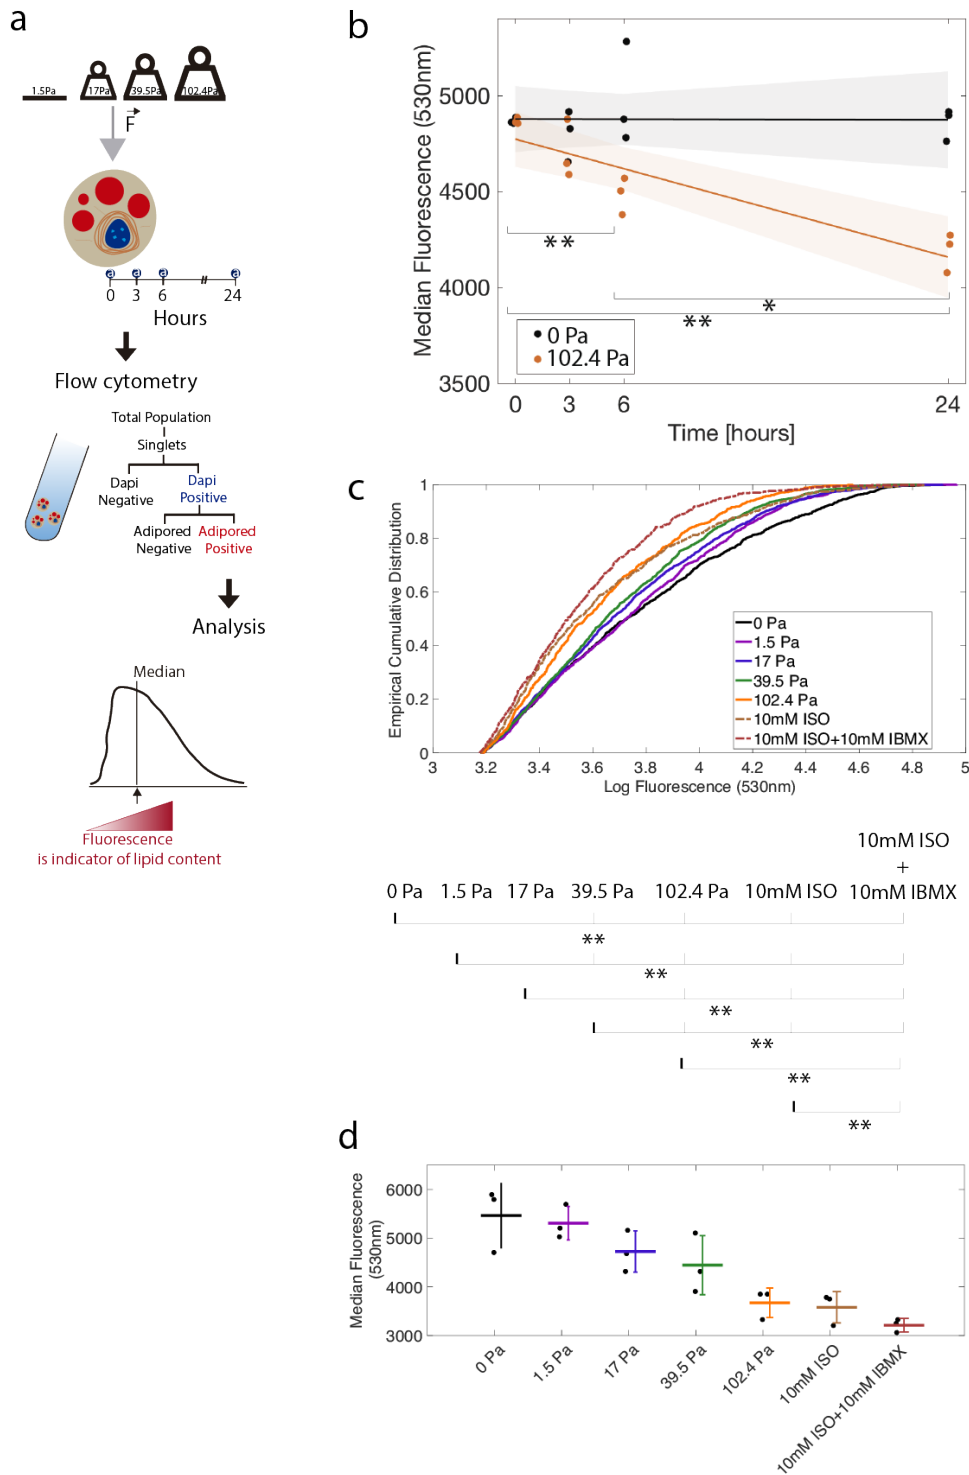 a
1.5Pa
17Pa
39.5Pa
102.4Pa
F
a a a a
0 3 6 24
Hours
Flow cytometry
Total Population
Singlets
Dapi
Negative
Dapi
Positive
Adipored
Negative
Adipored
Positive
Analysis
Median
Fluorescence
is indicator of lipid content
b
Median Fluorescence (530nm)
5000
4500
4000
3500
**
*
**
0 Pa
102.4 Pa
0 3 6 24
Time [hours]
c
Empirical Cumulative Distribution
1
0.8
0.6
0.4
0.2
0
0 Pa
1.5 Pa
17 Pa
39.5 Pa
102.4 Pa
10mM ISO
10mM ISO+10mM IBMX
3 3.2 3.4 3.6 3.8 4 4.2 4.4 4.6 4.8 5
Log Fluorescence (530nm)
10mM ISO
+
0 Pa 1.5 Pa 17 Pa 39.5 Pa 102.4 Pa 10mM ISO 10mM IBMX
**
**
**
**
**
**
d
Median Fluorescence
(530nm)
6000
5000
4000
3000
0 Pa
1.5 Pa
17 Pa
39.5 Pa
102.4 Pa
10mM ISO
10mM ISO+10mM IBMX